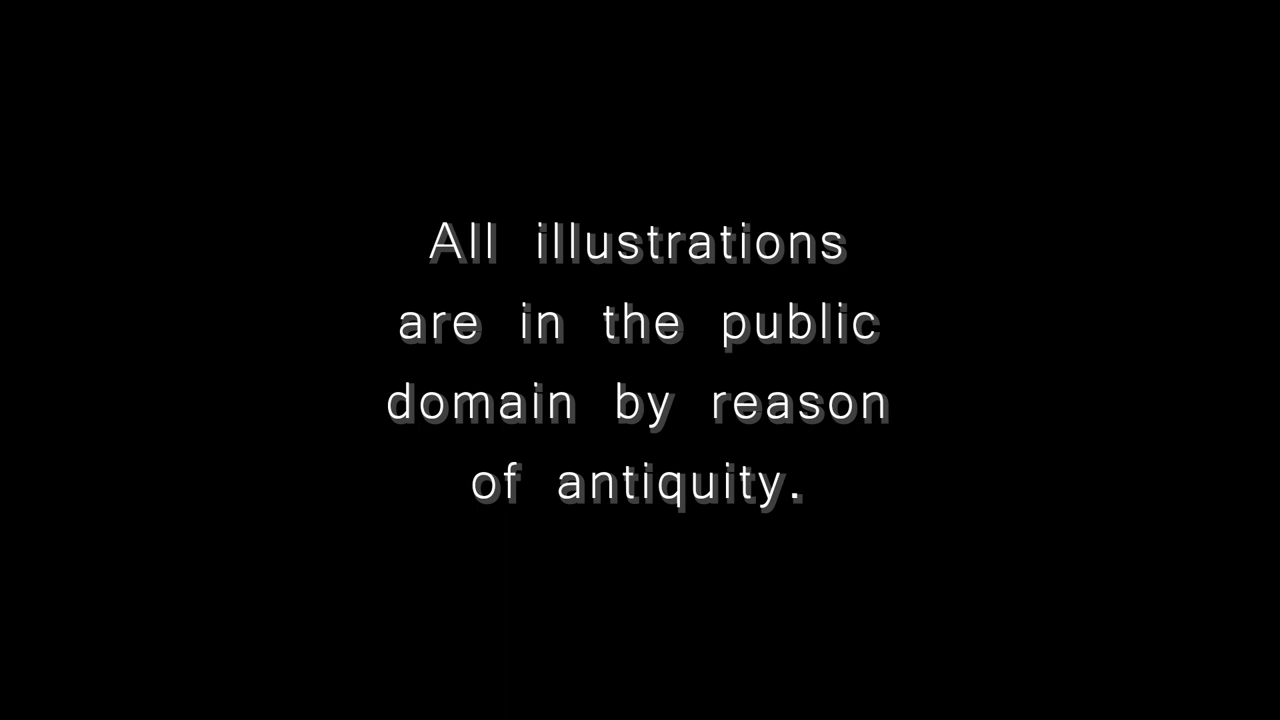 All illustrations
are in the public
domain by reason
of antiquity.